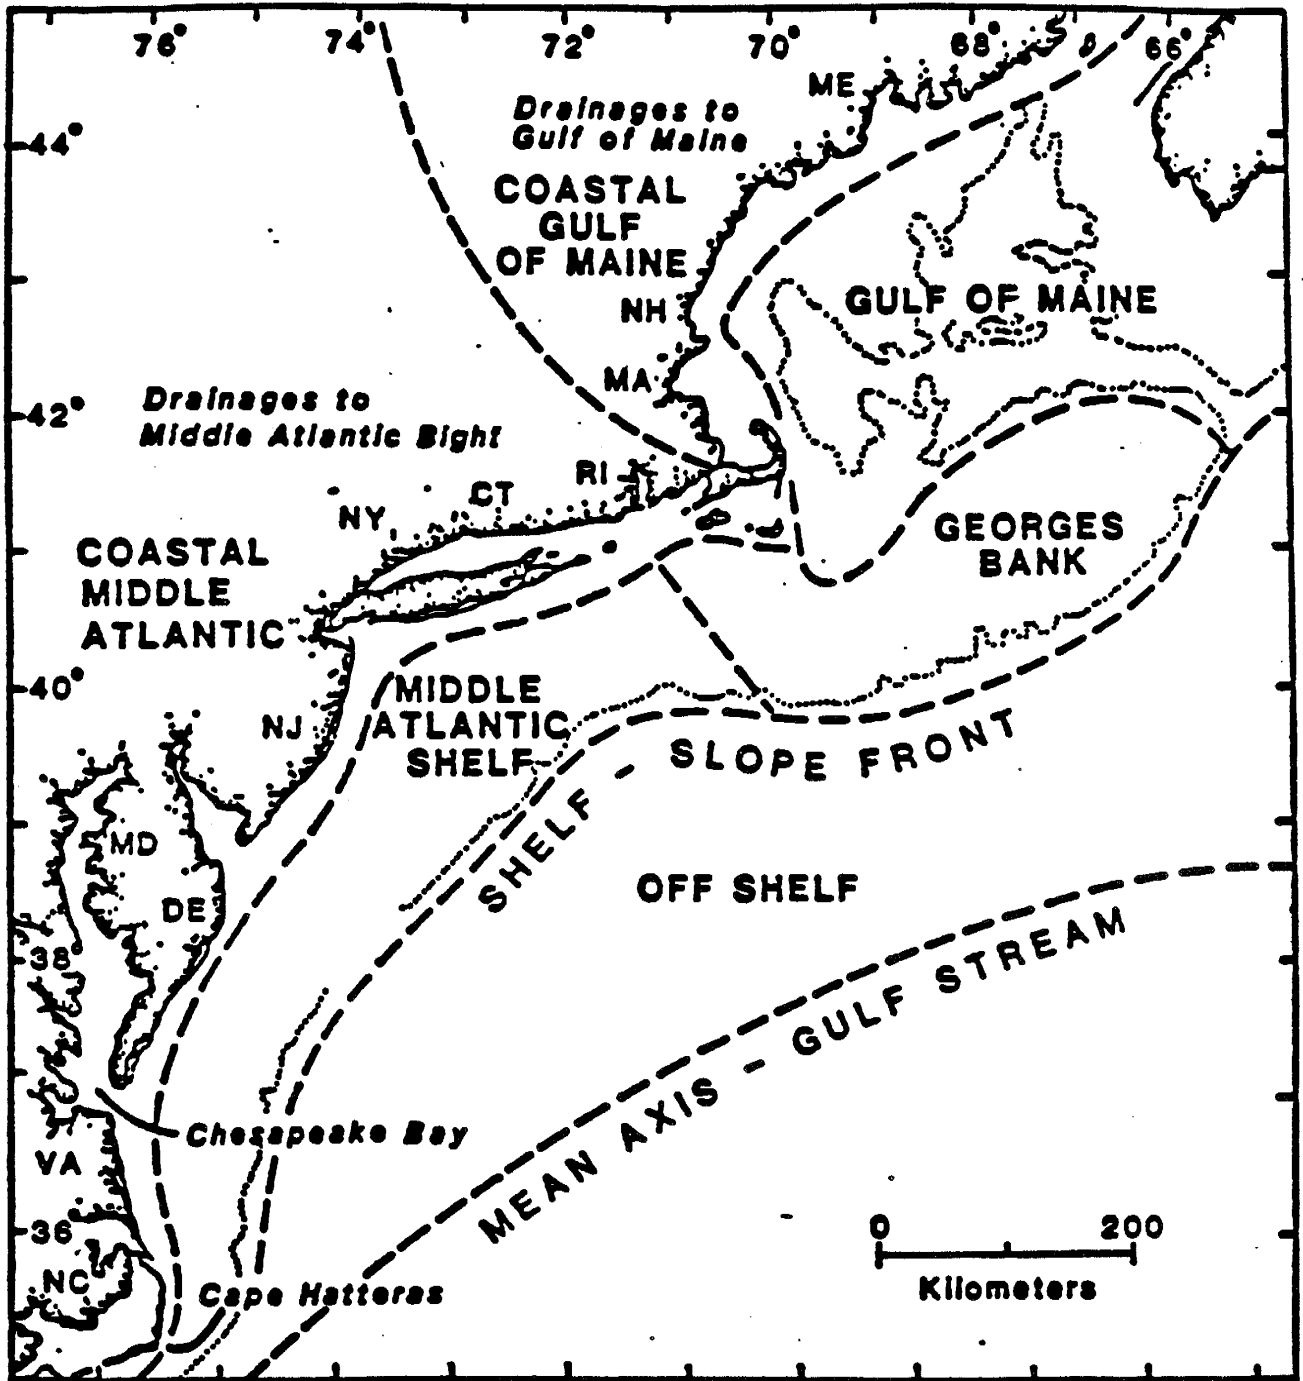 76° 74° 72° 70° 68° 66°
ME
Drainages to
Gulf of Maine
44°
COASTAL
GULF
OF MAINE
GULF OF MAINE
NH
MA
Drainages to
Middle Atlantic Bight
42°
RI
CT
NY
GEORGES
BANK
COASTAL
MIDDLE
ATLANTIC
40°
MIDDLE
ATLANTIC
SHELF
NJ
SHELF - SLOPE FRONT
MD
OFF SHELF
DE
38°
MEAN AXIS - GULF STREAM
Chesapeake Bay
VA
36
0 200
Kilometers
NC
Cape Hatteras